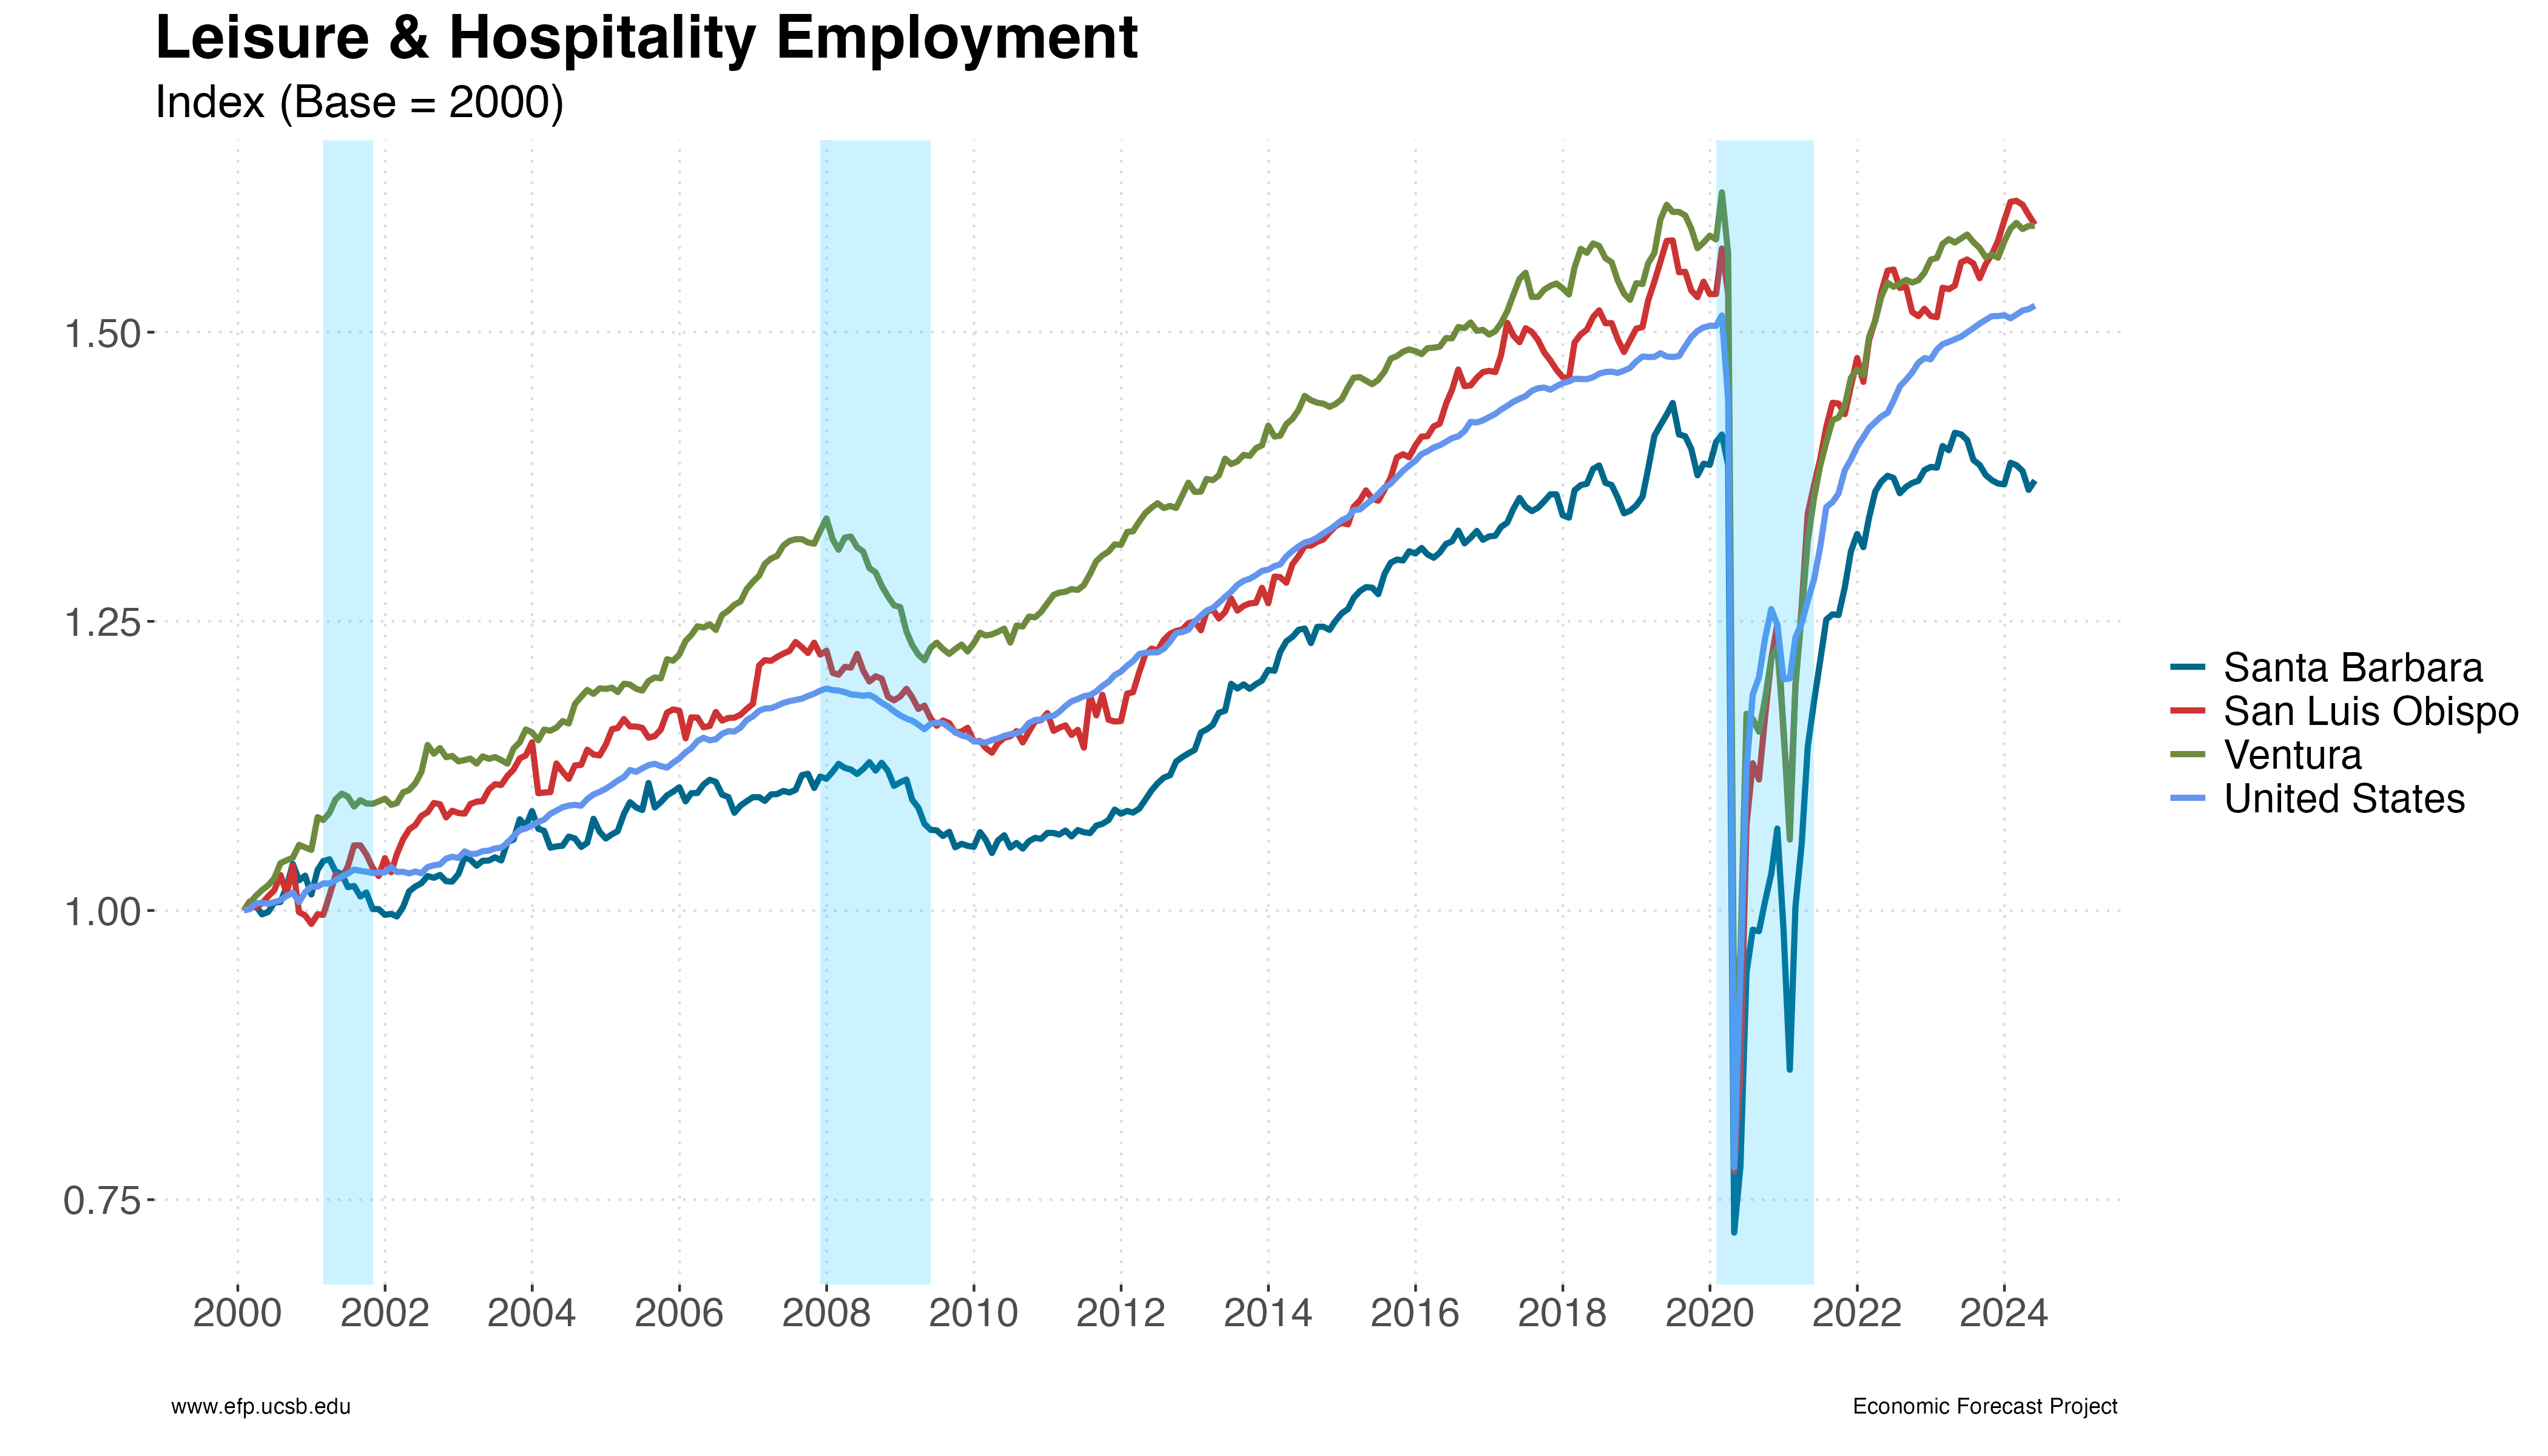 Leisure & Hospitality Employment
Index (Base = 2000)
1.50
1.25
1.00
0.75
2000 2002 2004 2006 2008 2010 2012 2014 2016 2018 2020 2022 2024
Santa Barbara
San Luis Obispo
Ventura
United States
www.efp.ucsb.edu
Economic Forecast Project